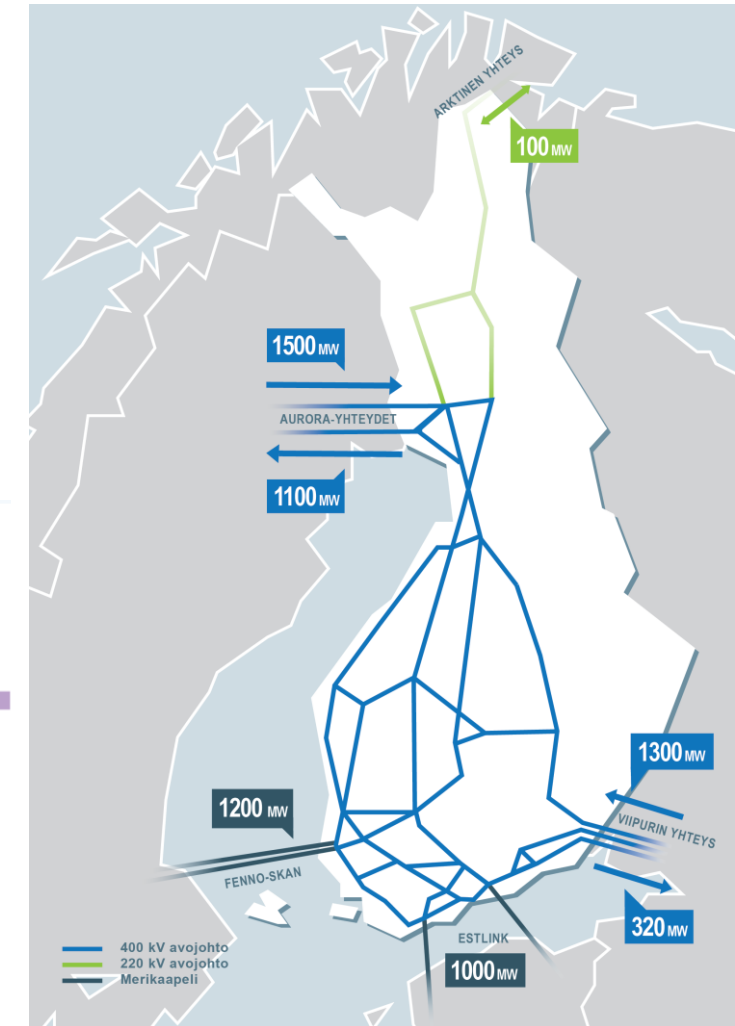 ARKTINEN YHTEYS
100 MW
1500 MW
AURORA-YHTEYDET
1100 MW
1300 MW
VIIPURIN YHTEYS
1200 MW
FENNO-SKAN
320 MW
ESTLINK
1000 MW
400 kV avojohto
220 kV avojohto
Merikaapeli